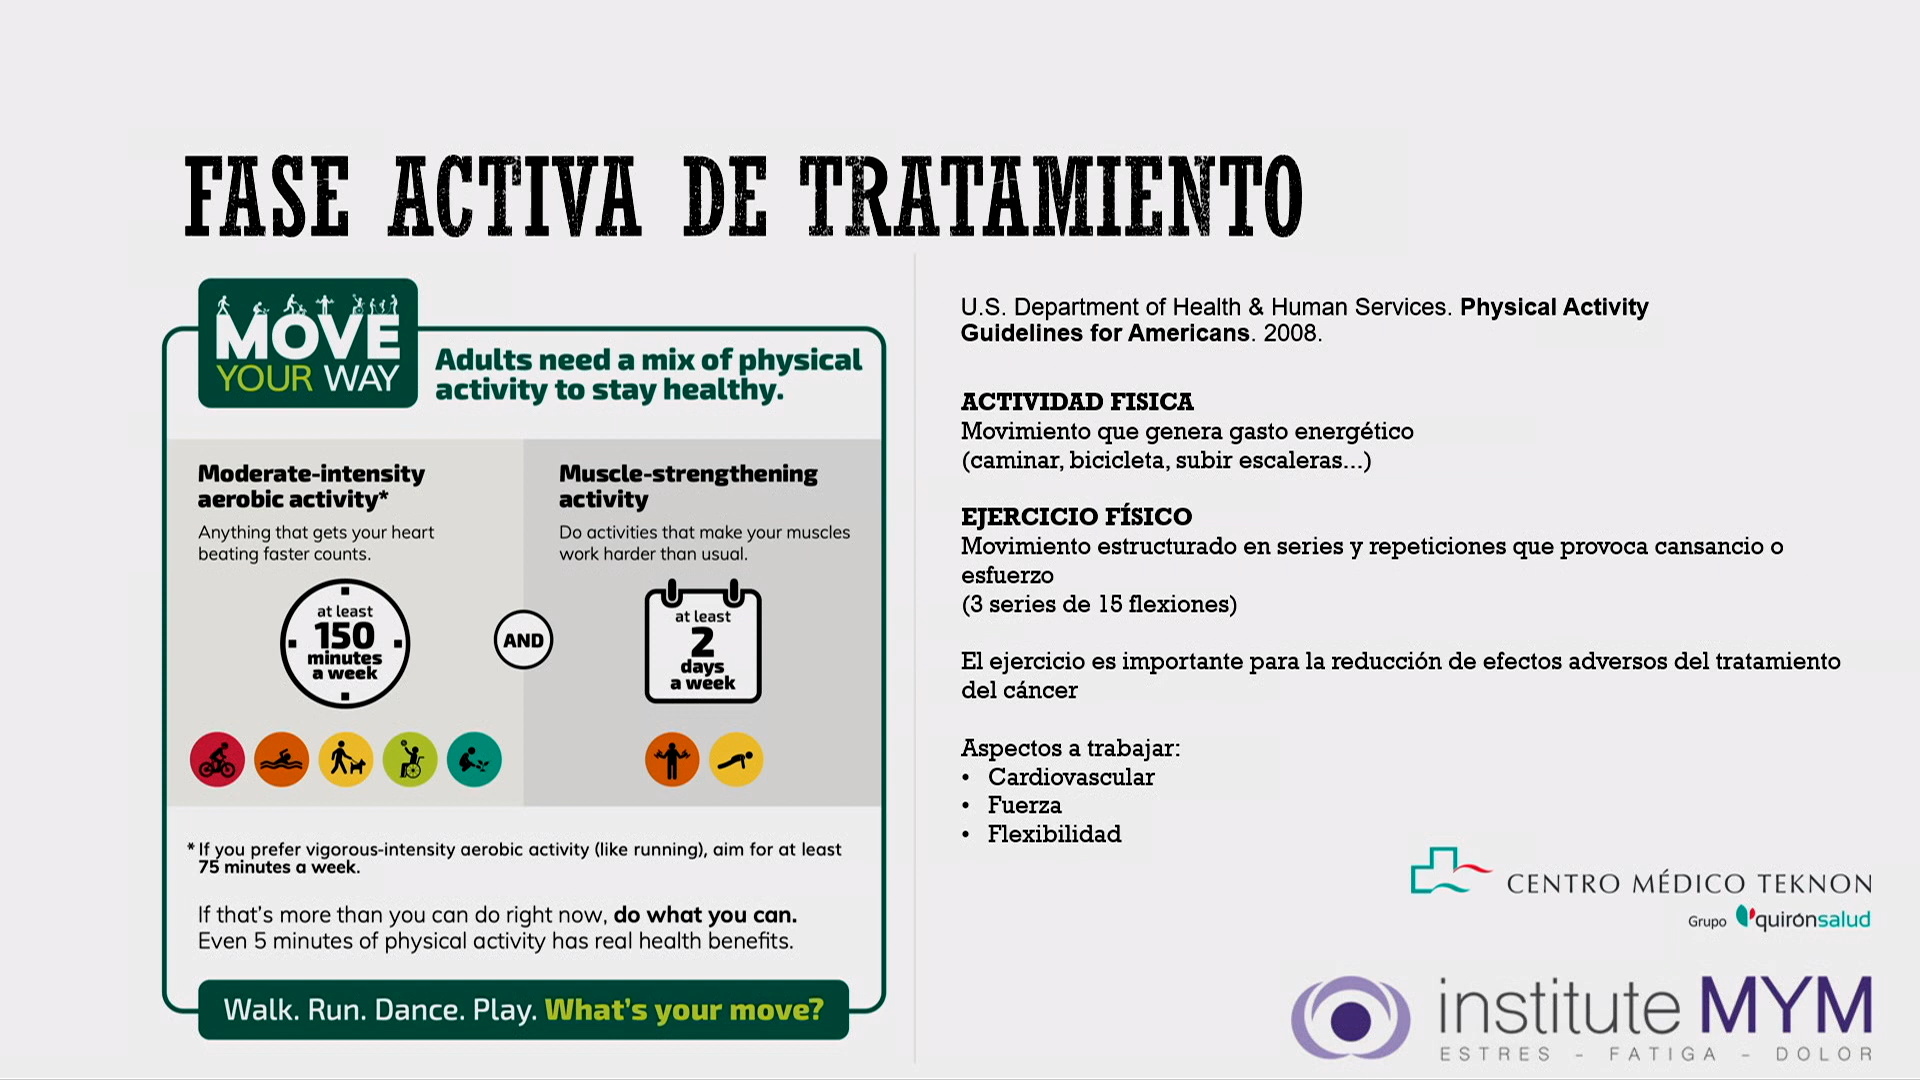 FASE ACTIVA DE TRATAMIENTO
MOVE
YOUR WAY
Adults need a mix of physical
activity to stay healthy.
Moderate-intensity
aerobic activity*
Anything that gets your heart
beating faster counts.
at least
150
minutes
a week
AND
Muscle-strengthening
activity
Do activities that make your muscles
work harder than usual.
at least
2
days
a week
* If you prefer vigorous-intensity aerobic activity (like running), aim for at least
75 minutes a week.
If that's more than you can do right now, do what you can.
Even 5 minutes of physical activity has real health benefits.
Walk. Run. Dance. Play. What's your move?
U.S. Department of Health & Human Services. Physical Activity
Guidelines for Americans. 2008.
ACTIVIDAD FISICA
Movimiento que genera gasto energético
(caminar, bicicleta, subir escaleras...)
EJERCICIO FÍSICO
Movimiento estructurado en series y repeticiones que provoca cansancio o
esfuerzo
(3 series de 15 flexiones)
El ejercicio es importante para la reducción de efectos adversos del tratamiento
del cáncer
Aspectos a trabajar:
• Cardiovascular
• Fuerza
• Flexibilidad
CENTRO MÉDICO TEKNON
Grupo quirónsalud
institute MYM
ESTRES - FATIGA - DOLOR